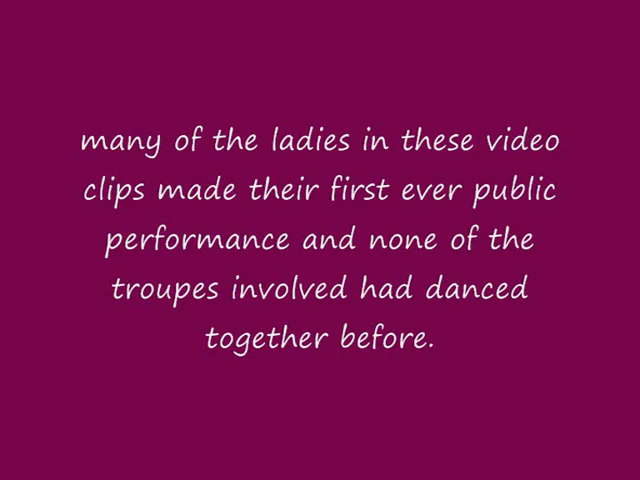 many of the ladies in these video
clips made their first ever public
performance and none of the
troupes involved had danced
together before.